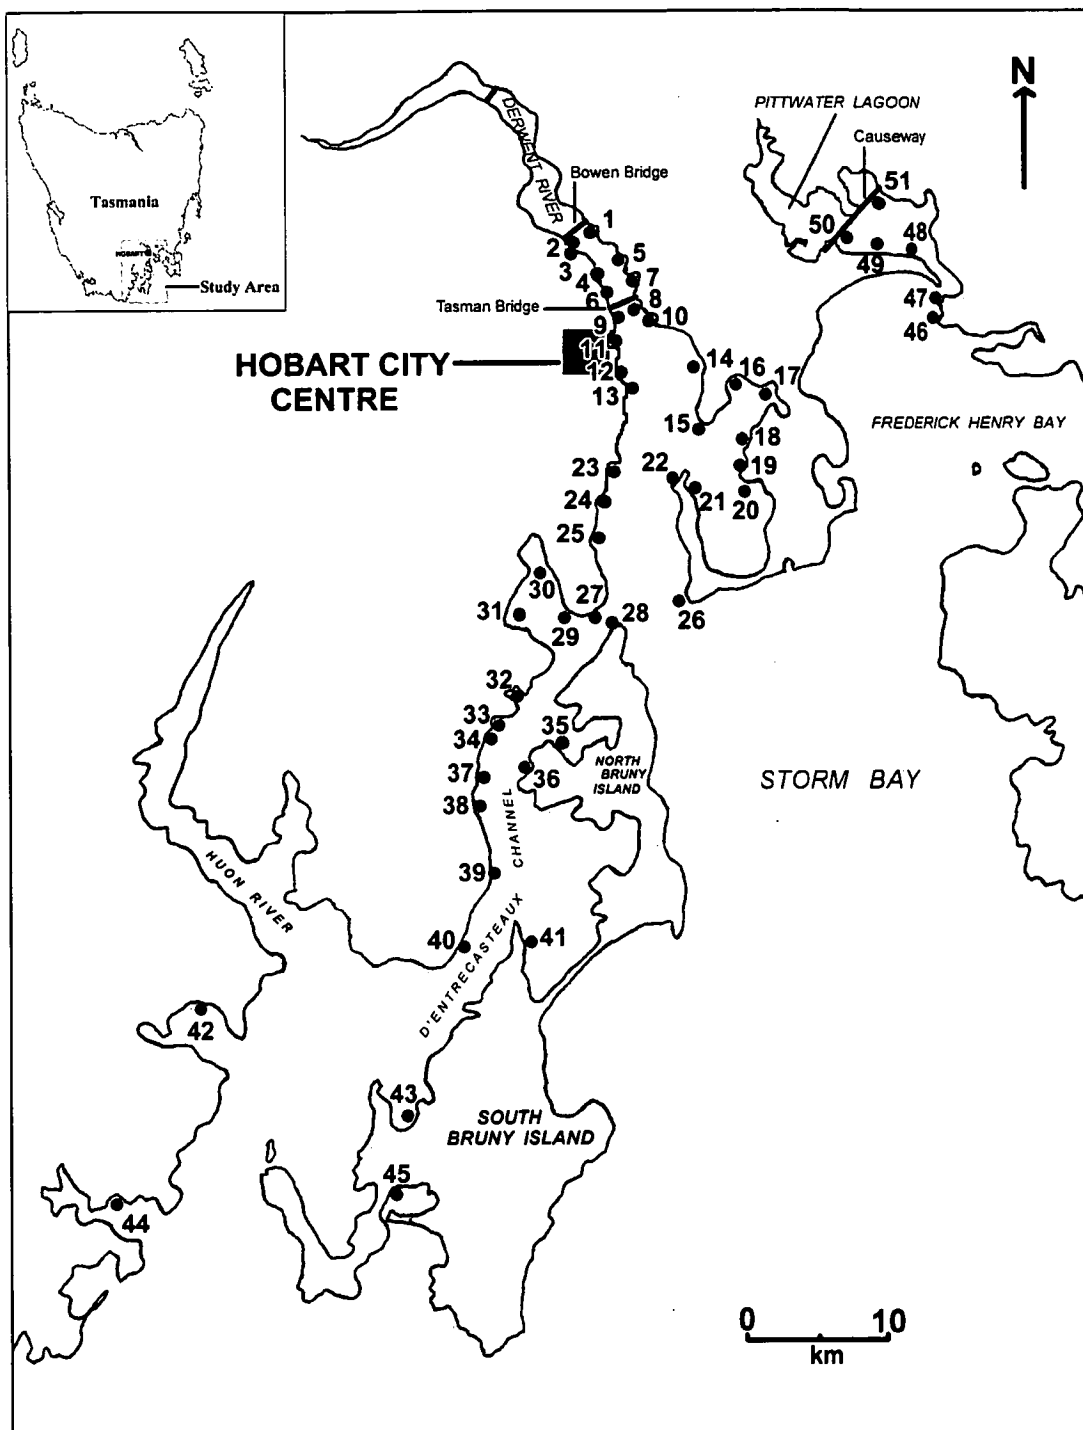 Tasmania
HOBART
Study Area
N
PITTWATER LAGOON
Causeway
DERWENT RIVER
Bowen Bridge
51
1
50
48
2
5
49
3
4
7
47
6
8
Tasman Bridge
9
10
46
11
HOBART CITY
CENTRE
12
14
16
17
13
15
FREDERICK HENRY BAY
18
23
22
19
24
21
20
25
30
27
31
29
28
26
32
33
35
34
37
36
NORTH
BRUNY
ISLAND
STORM BAY
38
HUON RIVER
39
D'ENTRECASTEAUX CHANNEL
40
41
42
43
SOUTH
BRUNY ISLAND
45
44
0 10
km